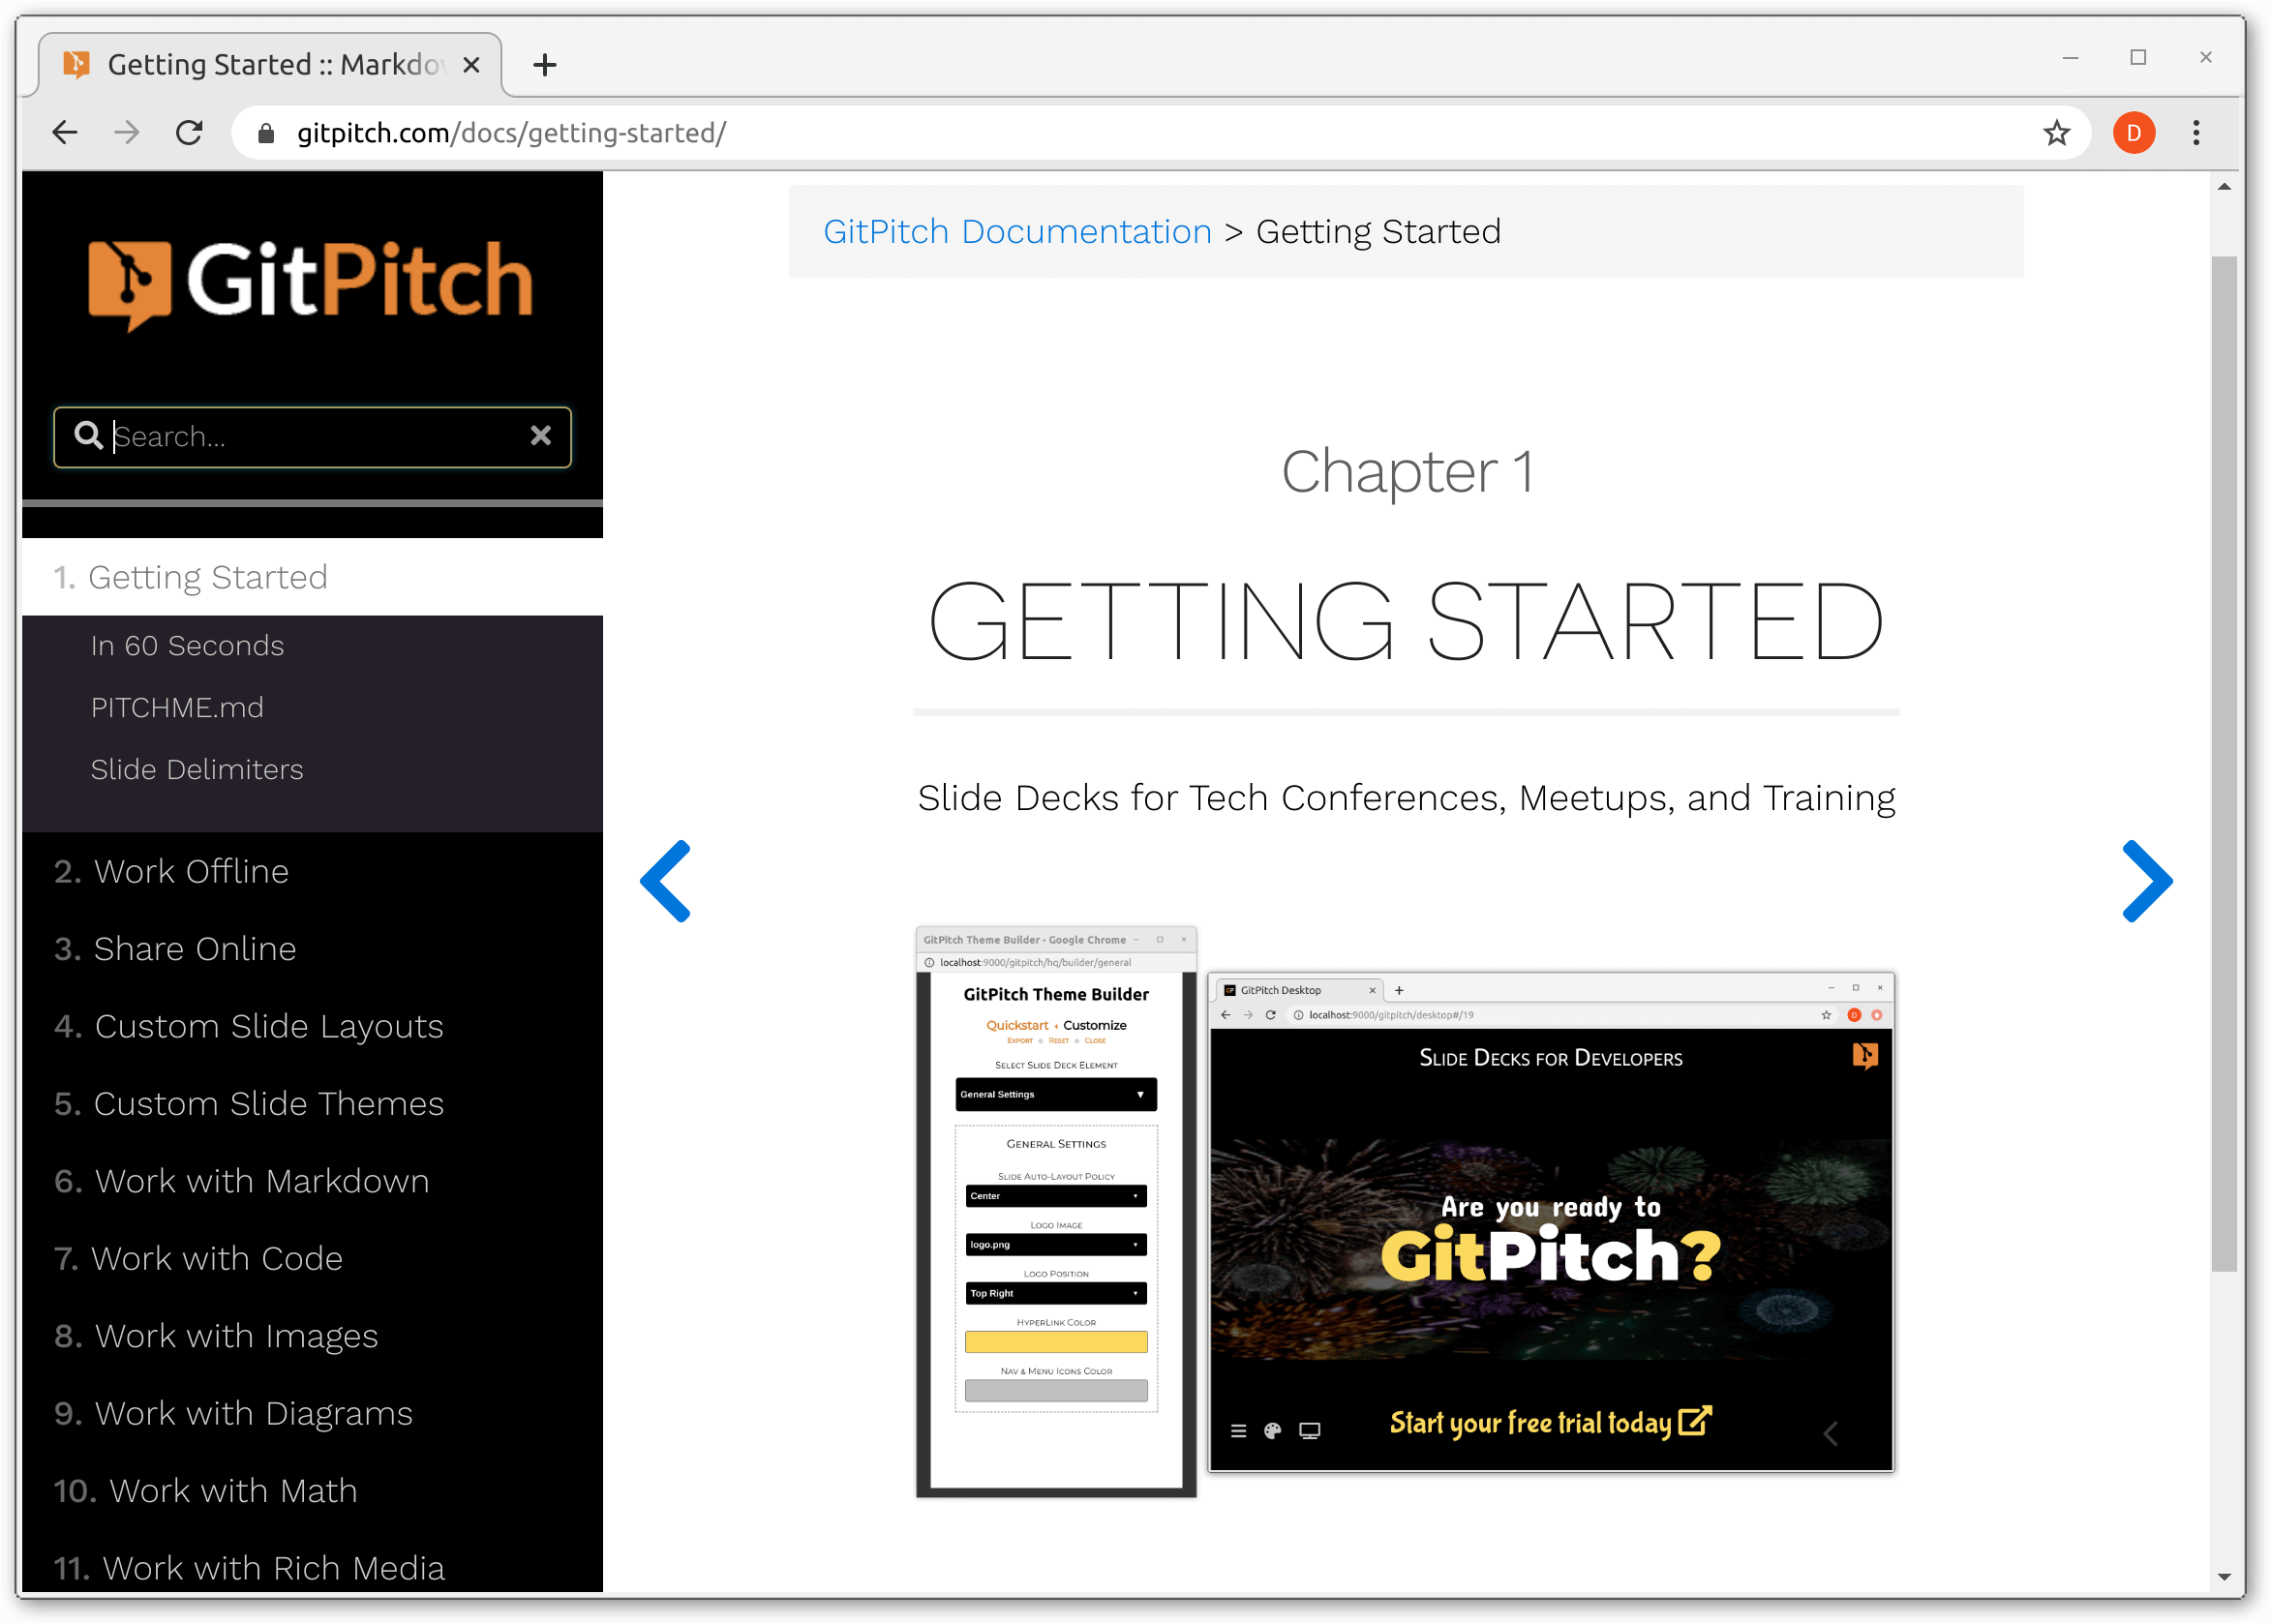 Getting Started :: Markdov
gitpitch.com/docs/getting-started/
D
GitPitch
Search...
1. Getting Started
In 60 Seconds
PITCHME.md
Slide Delimiters
2. Work Offline
3. Share Online
4. Custom Slide Layouts
5. Custom Slide Themes
6. Work with Markdown
7. Work with Code
8. Work with Images
9. Work with Diagrams
10. Work with Math
11. Work with Rich Media
GitPitch Documentation > Getting Started
Chapter 1
GETTING STARTED
Slide Decks for Tech Conferences, Meetups, and Training
GitPitch Theme Builder - Google Chrome
localhost:9000/gitpitch/hq/builder/general
GitPitch Theme Builder
Quickstart Customize
Export Reset Close
Select Slide Deck Element
General Settings
General Settings
Slide Auto-Layout Policy
Center
Logo Image
logo.png
Logo Position
Top Right
HyperLink Color
Nav & Menu Icons Color
GP GitPitch Desktop
localhost:9000/gitpitch/desktop#/19
D
Slide Decks for Developers
Are you ready to
GitPitch?
Start your free trial today